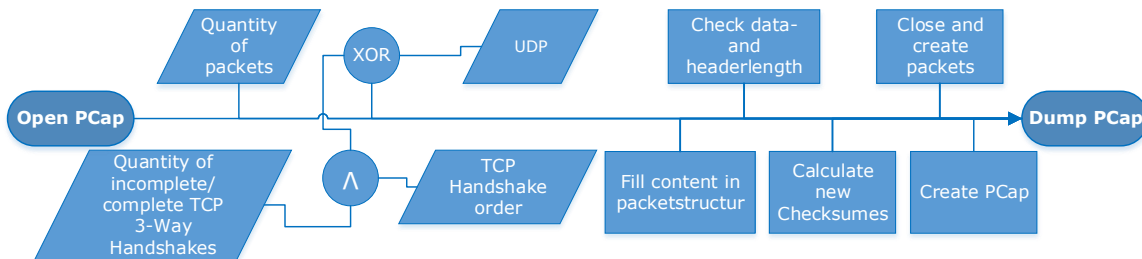 Quantity
of
packets
XOR
UDP
Check data-
and
headerlength
Close and
create
packets
Open PCap
Dump PCap
Quantity of
incomplete/
complete TCP
3-Way
Handshakes
Λ
TCP
Handshake
order
Fill content in
packetstructur
Calculate
new
Checksumes
Create PCap